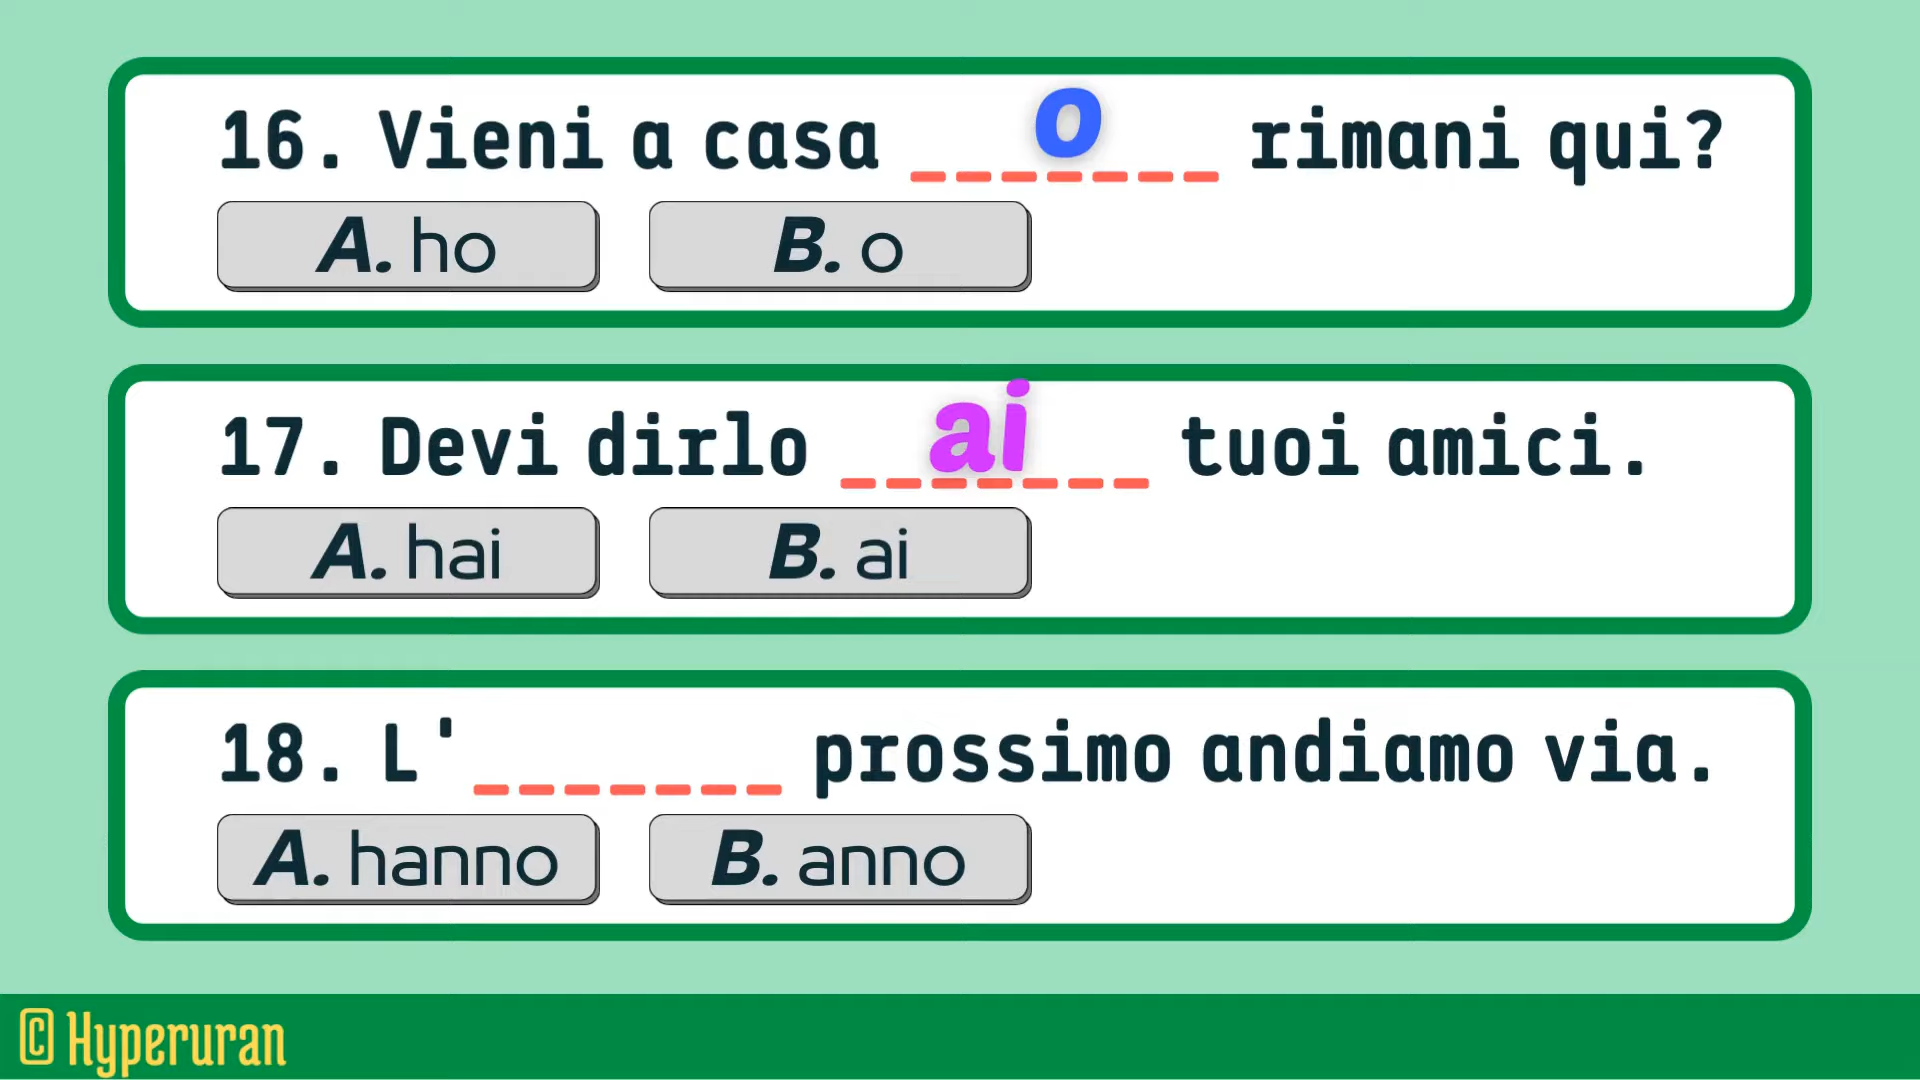 16. Vieni a casa o rimani qui?
A. ho B. o
17. Devi dirlo ai tuoi amici.
A. hai B. ai
18. L'_______ prossimo andiamo via.
A. hanno B. anno
© Hyperuran